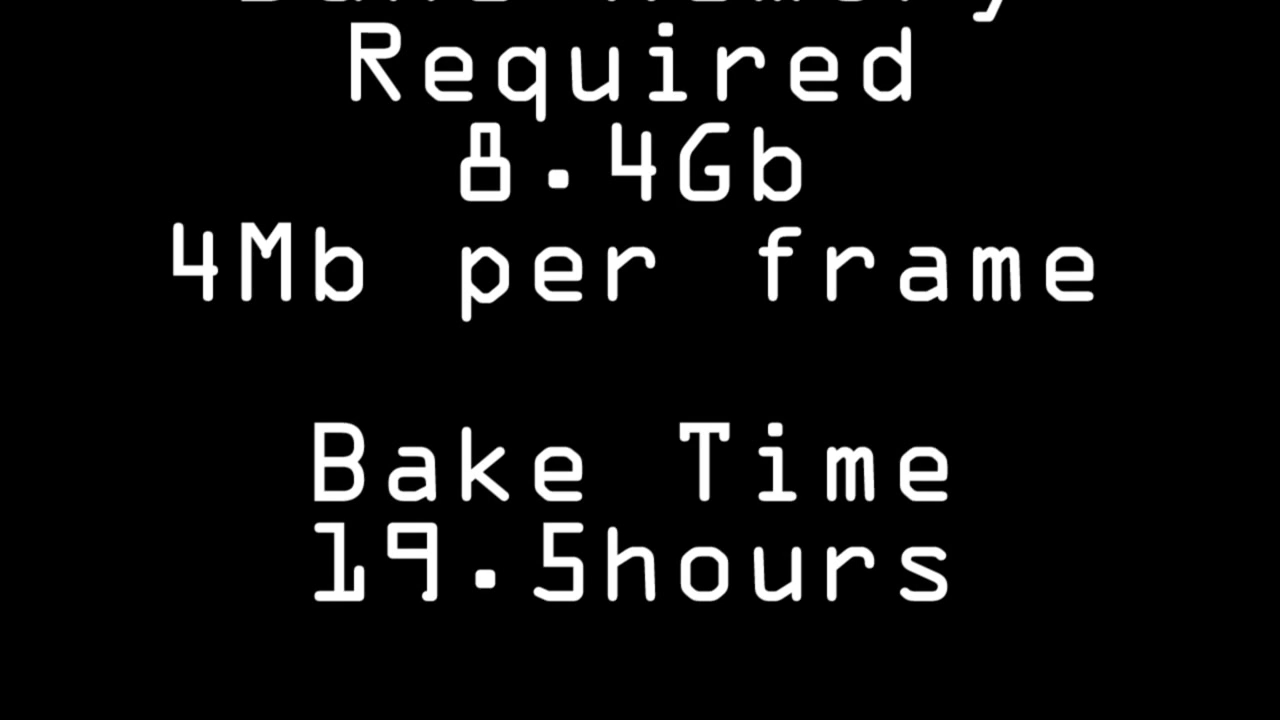 Required
8.4Gb
4Mb per frame
Bake Time
19.5hours